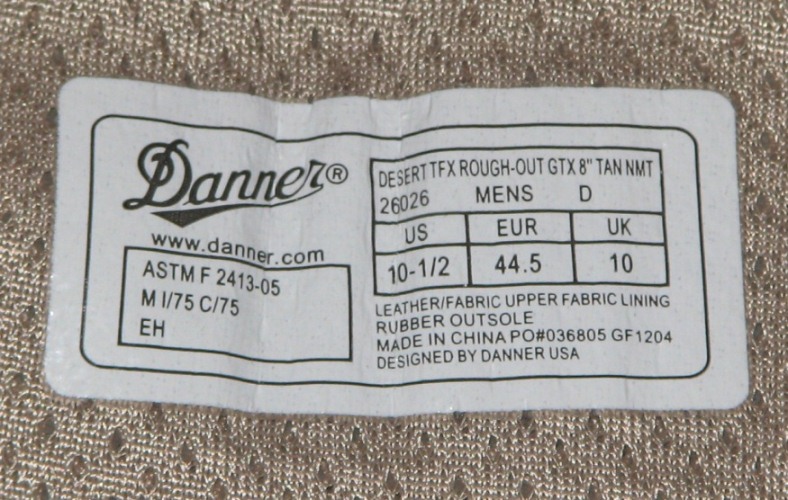 Danner®
www.danner.com
ASTM F 2413-05
M I/75 C/75
EH
DESERT TFX ROUGH-OUT GTX 8" TAN NMT
26026 MENS D
US EUR UK
10-1/2 44.5 10
LEATHER/FABRIC UPPER FABRIC LINING
RUBBER OUTSOLE
MADE IN CHINA PO#036805 GF1204
DESIGNED BY DANNER USA